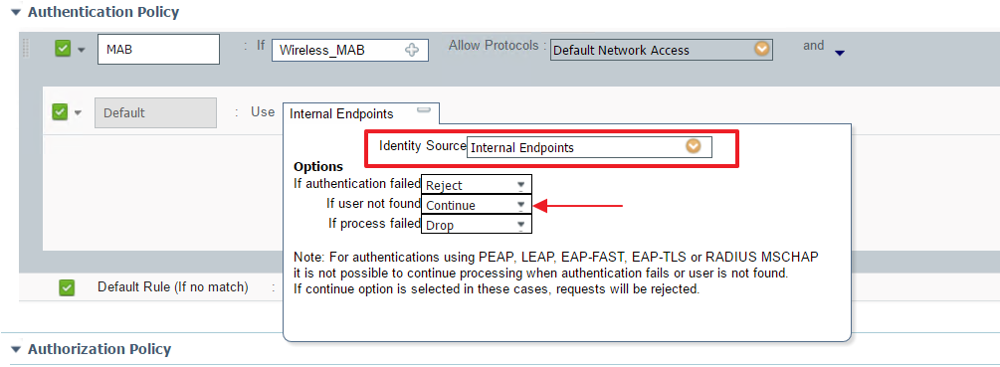 Authentication Policy
MAB : If Wireless_MAB Allow Protocols : Default Network Access and
Default : Use Internal Endpoints
Identity Source Internal Endpoints
Options
If authentication failed Reject
If user not found Continue
If process failed Drop
Note: For authentications using PEAP, LEAP, EAP-FAST, EAP-TLS or RADIUS MSCHAP
it is not possible to continue processing when authentication fails or user is not found.
If continue option is selected in these cases, requests will be rejected.
Default Rule (If no match) :
Authorization Policy